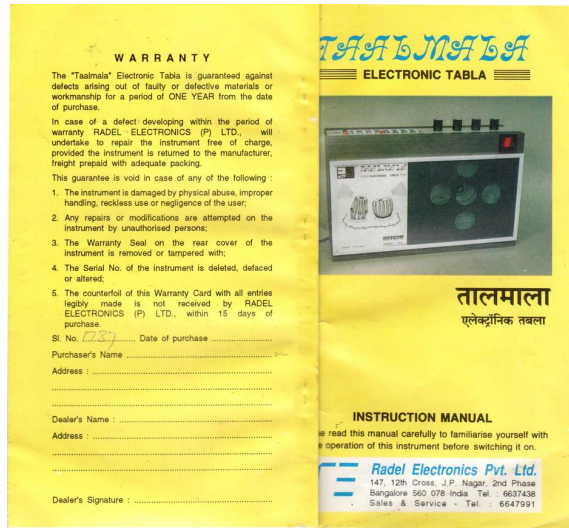 WARRANTY
The "Taalmala" Electronic Tabla is guaranteed against
defects arising out of faulty or defective materials or
workmanship for a period of ONE YEAR from the date
of purchase.
In case of a defect developing within the period of
warranty RADEL ELECTRONICS (P) LTD., will
undertake to repair the instrument free of charge,
provided the instrument is returned to the manufacturer,
freight prepaid with adequate packing.
This guarantee is void in case of any of the following :
1. The instrument is damaged by physical abuse, improper
handling, reckless use or negligence of the user;
2. Any repairs or modifications are attempted on the
instrument by unauthorised persons;
3. The Warranty Seal on the rear cover of the
instrument is removed or tampered with;
4. The Serial No. of the instrument is deleted, defaced
or altered;
5. The counterfoil of this Warranty Card with all entries
legibly made is not received by RADEL
ELECTRONICS (P) LTD., within 15 days of
purchase.
Sl. No. ............ Date of purchase ....................
Purchaser's Name ................................................
Address : ............................................................
Dealer's Name : ...................................................
Address : ............................................................
Dealer's Signature : ..............................................
TAALMALA
ELECTRONIC TABLA
TAALMALA
ELECTRONIC TABLA
तालमाला
एलेक्ट्रॉनिक तबला
INSTRUCTION MANUAL
se read this manual carefully to familiarise yourself with
e operation of this instrument before switching it on.
Radel Electronics Pvt. Ltd.
147, 12th Cross, J.P. Nagar, 2nd Phase
Bangalore 560 078 India Tel. : 6637438
Sales & Service - Tel. : 6647991